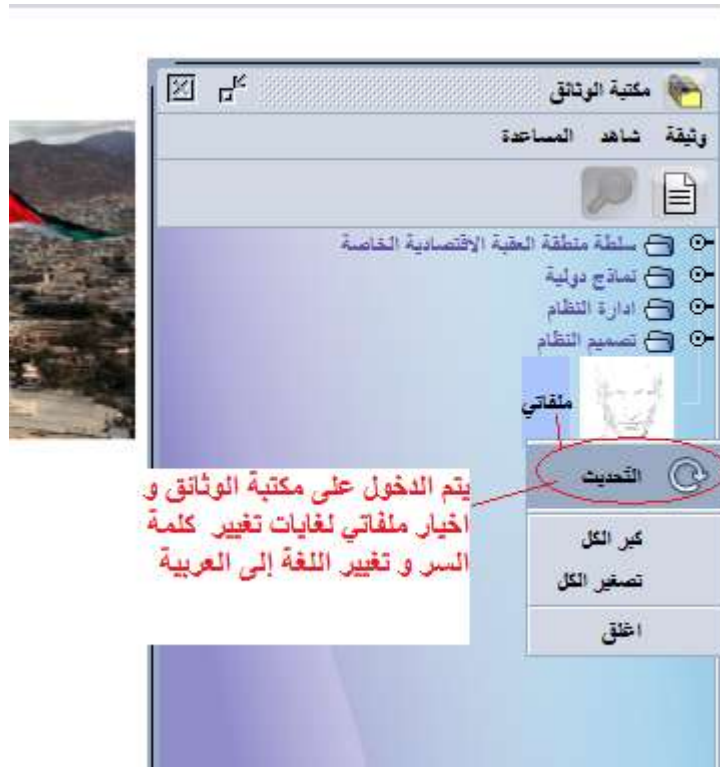 مكتبة الوثائق
وثيقة شاهد المساعدة
سلطة منطقة العقبة الاقتصادية الخاصة
نماذج دولية
ادارة النظام
تصميم النظام
ملفاتي
التحديث
كبر الكل
تصغير الكل
اغلق
يتم الدخول على مكتبة الوثائق و
اخيار ملفاتي لغايات تغيير كلمة
السر و تغيير اللغة إلى العربية